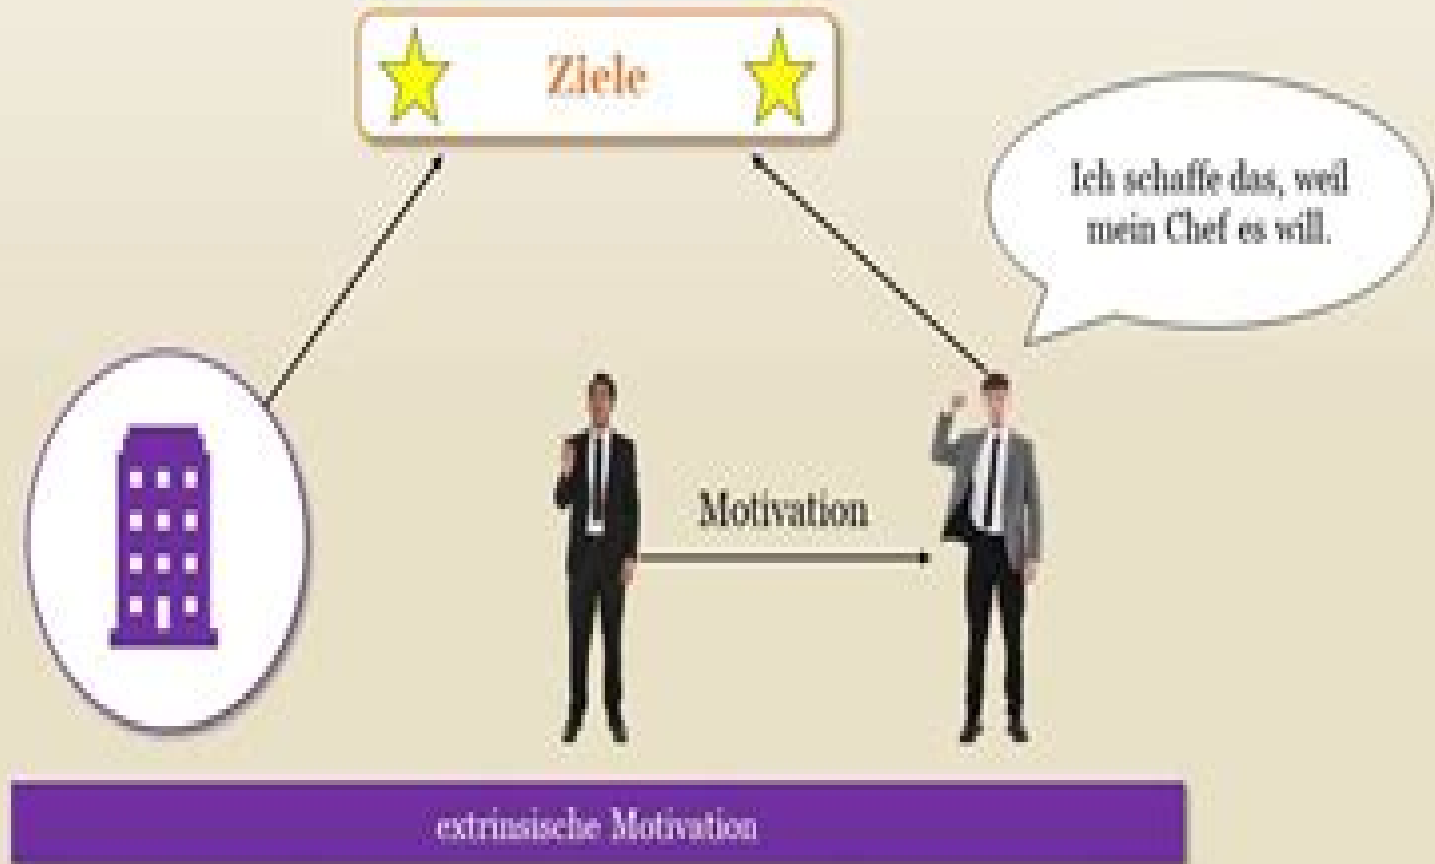 Ziele
Ich schaffe das, weil
mein Chef es will.
Motivation
extrinsische Motivation